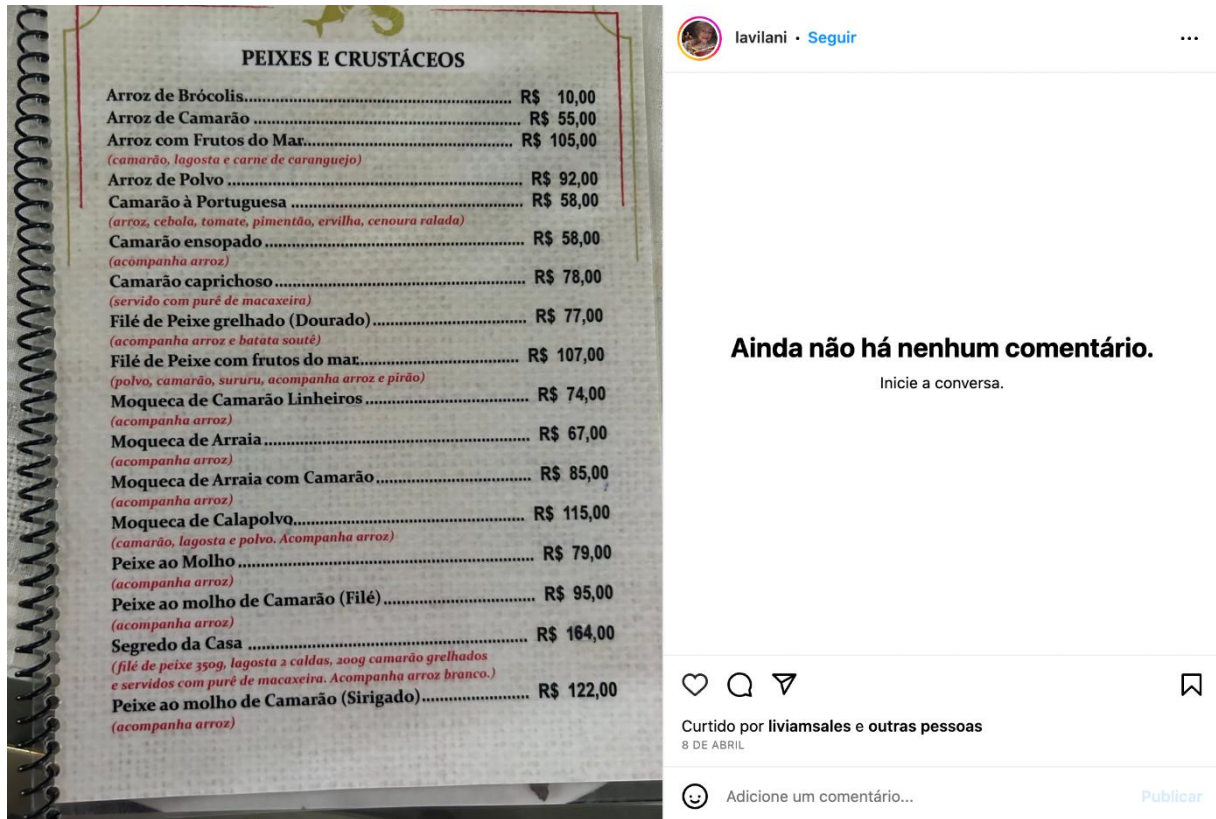 PEIXES E CRUSTÁCEOS
Arroz de Brócolis.................................................... R$ 10,00
Arroz de Camarão .................................................... R$ 55,00
Arroz com Frutos do Mar........................................ R$ 105,00
(camarão, lagosta e carne de caranguejo)
Arroz de Polvo ......................................................... R$ 92,00
Camarão à Portuguesa .............................................. R$ 58,00
(arroz, cebola, tomate, pimentão, ervilha, cenoura ralada)
Camarão ensopado .................................................. R$ 58,00
(acompanha arroz)
Camarão caprichoso................................................ R$ 78,00
(servido com purê de macaxeira)
Filé de Peixe grelhado (Dourado)............................. R$ 77,00
(acompanha arroz e batata soutê)
Filé de Peixe com frutos do mar.............................. R$ 107,00
(polvo, camarão, sururu, acompanha arroz e pirão)
Moqueca de Camarão Linheiros .............................. R$ 74,00
(acompanha arroz)
Moqueca de Arraia.................................................. R$ 67,00
(acompanha arroz)
Moqueca de Arraia com Camarão............................. R$ 85,00
(acompanha arroz)
Moqueca de Calapolvo............................................ R$ 115,00
(camarão, lagosta e polvo. Acompanha arroz)
Peixe ao Molho ....................................................... R$ 79,00
(acompanha arroz)
Peixe ao molho de Camarão (Filé)............................. R$ 95,00
(acompanha arroz)
Segredo da Casa ..................................................... R$ 164,00
(filé de peixe 350g, lagosta 2 caldas, 200g camarão grelhados
e servidos com purê de macaxeira. Acompanha arroz branco.)
Peixe ao molho de Camarão (Sirigado)..................... R$ 122,00
(acompanha arroz)
lavilani • Seguir
Ainda não há nenhum comentário.
Inicie a conversa.
Curtido por liviamsales e outras pessoas
8 DE ABRIL
Adicione um comentário...
Publicar